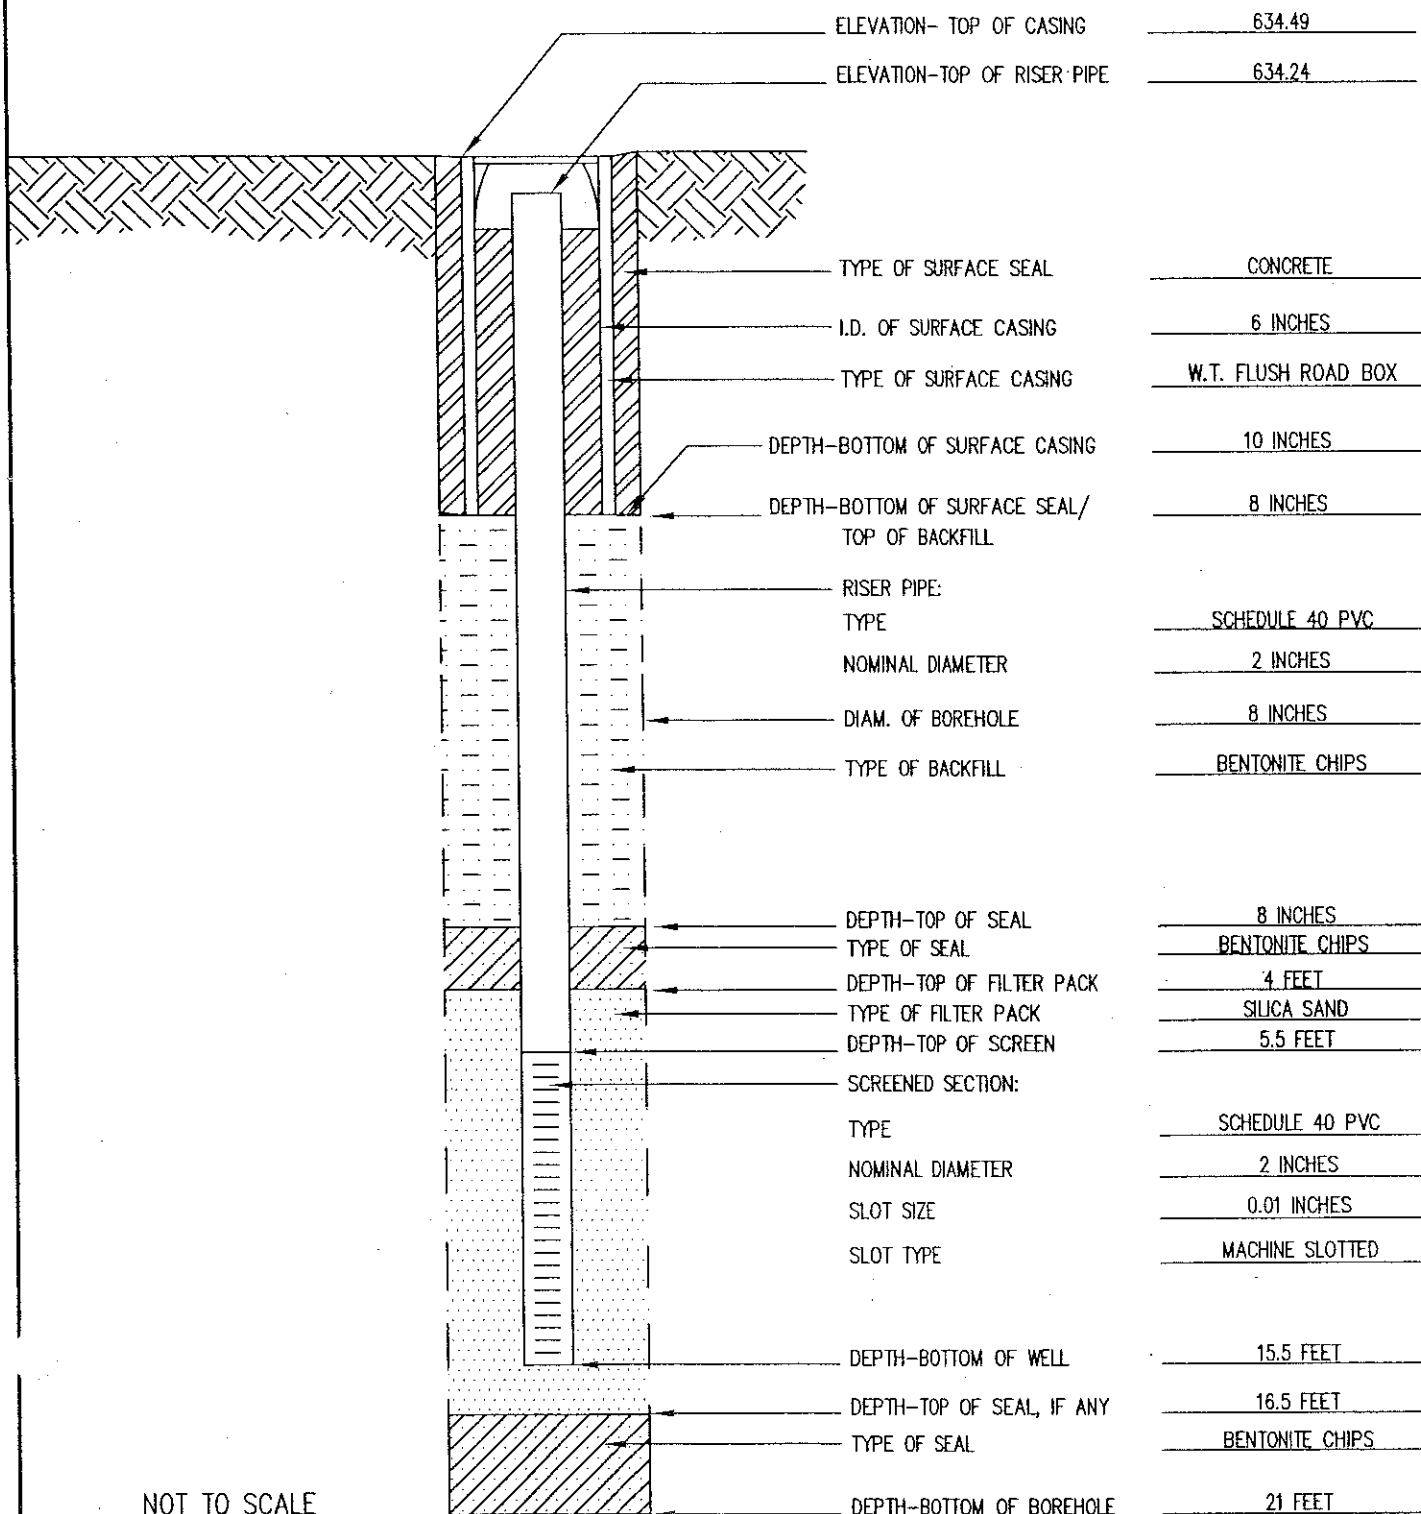 ELEVATION- TOP OF CASING 634.49
ELEVATION-TOP OF RISER PIPE 634.24
TYPE OF SURFACE SEAL CONCRETE
I.D. OF SURFACE CASING 6 INCHES
TYPE OF SURFACE CASING W.T. FLUSH ROAD BOX
DEPTH-BOTTOM OF SURFACE CASING 10 INCHES
DEPTH-BOTTOM OF SURFACE SEAL/ 8 INCHES
TOP OF BACKFILL
RISER PIPE:
TYPE SCHEDULE 40 PVC
NOMINAL DIAMETER 2 INCHES
DIAM. OF BOREHOLE 8 INCHES
TYPE OF BACKFILL BENTONITE CHIPS
DEPTH-TOP OF SEAL 8 INCHES
TYPE OF SEAL BENTONITE CHIPS
DEPTH-TOP OF FILTER PACK 4 FEET
TYPE OF FILTER PACK SILICA SAND
DEPTH-TOP OF SCREEN 5.5 FEET
SCREENED SECTION:
TYPE SCHEDULE 40 PVC
NOMINAL DIAMETER 2 INCHES
SLOT SIZE 0.01 INCHES
SLOT TYPE MACHINE SLOTTED
DEPTH-BOTTOM OF WELL 15.5 FEET
DEPTH-TOP OF SEAL, IF ANY 16.5 FEET
TYPE OF SEAL BENTONITE CHIPS
NOT TO SCALE
DEPTH-BOTTOM OF BOREHOLE 21 FEET